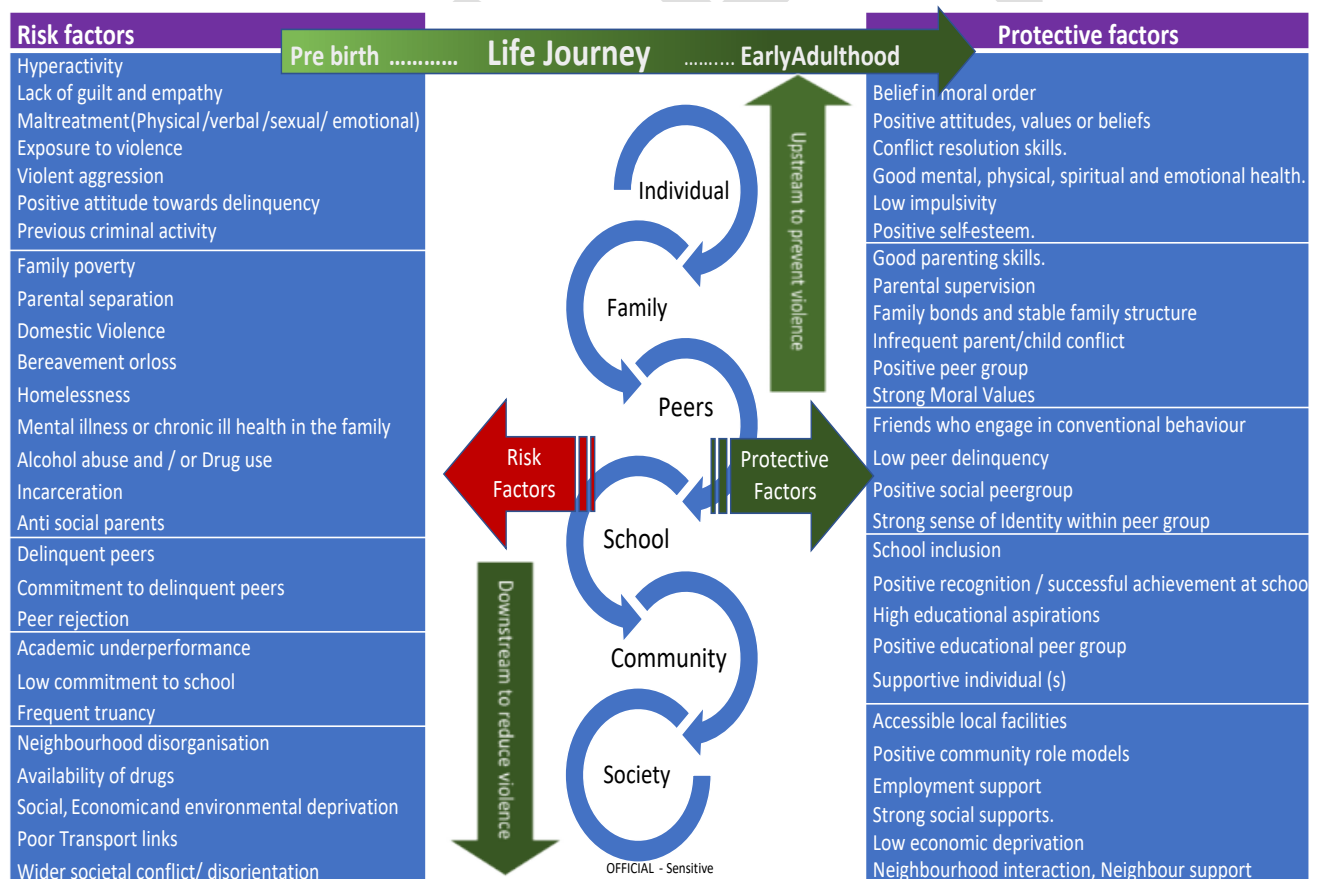 Risk factors
Hyperactivity
Lack of guilt and empathy
Maltreatment(Physical/verbal/sexual/ emotional)
Exposure to violence
Violent aggression
Positive attitude towards delinquency
Previous criminal activity
Family poverty
Parental separation
Domestic Violence
Bereavement orloss
Homelessness
Mental illness or chronic ill health in the family
Alcohol abuse and / or Drug use
Incarceration
Anti social parents
Delinquent peers
Commitment to delinquent peers
Peer rejection
Academic underperformance
Low commitment to school
Frequent truancy
Neighbourhood disorganisation
Availability of drugs
Social, Economicand environmental deprivation
Poor Transport links
Wider societal conflict/ disorientation
Pre birth ………… Life Journey …….... EarlyAdulthood
Individual
Family
Peers
School
Community
Society
Upstream to prevent violence
Risk
Factors
Protective
Factors
Downstream to reduce violence
OFFICIAL - Sensitive
Protective factors
Belief in moral order
Positive attitudes, values or beliefs
Conflict resolution skills.
Good mental, physical, spiritual and emotional health.
Low impulsivity
Positive self-esteem.
Good parenting skills.
Parental supervision
Family bonds and stable family structure
Infrequent parent/child conflict
Positive peer group
Strong Moral Values
Friends who engage in conventional behaviour
Low peer delinquency
Positive social peergroup
Strong sense of Identity within peer group
School inclusion
Positive recognition / successful achievement at schoo
High educational aspirations
Positive educational peer group
Supportive individual (s)
Accessible local facilities
Positive community role models
Employment support
Strong social supports.
Low economic deprivation
Neighbourhood interaction, Neighbour support